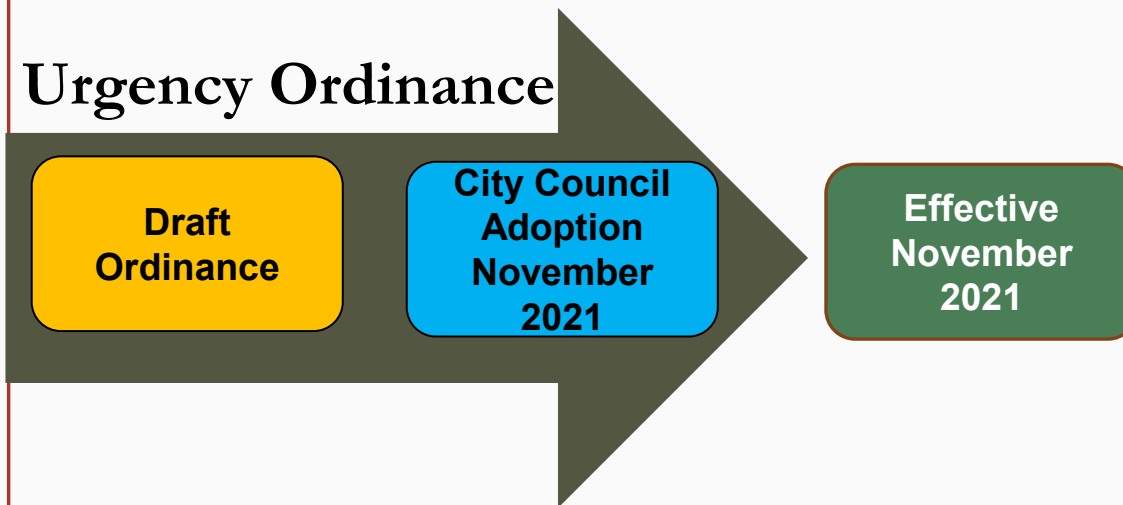 Urgency Ordinance
Draft
Ordinance
City Council
Adoption
November
2021
Effective
November
2021